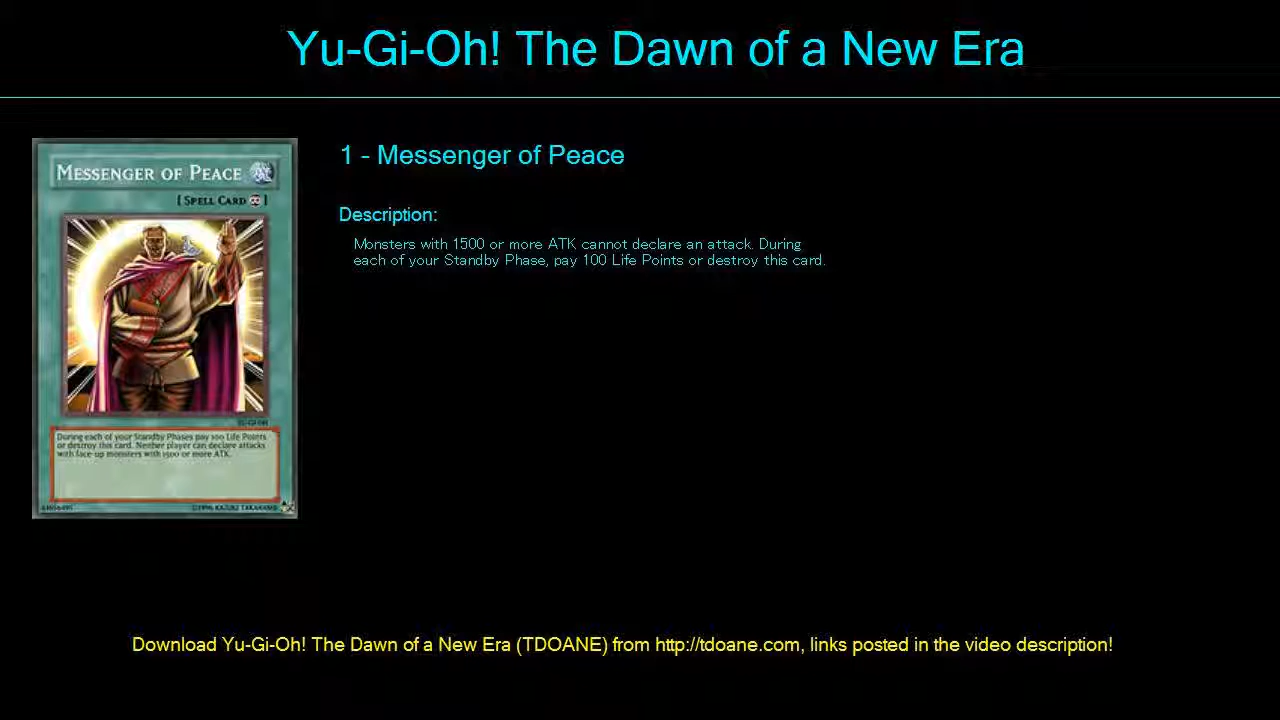 Yu-Gi-Oh! The Dawn of a New Era
1 - Messenger of Peace
Description:
Monsters with 1500 or more ATK cannot declare an attack. During
each of your Standby Phase, pay 100 Life Points or destroy this card.
MESSENGER OF PEACE
[ SPELL CARD ]
During each of your Standby Phases pay 100 Life Points
or destroy this card. Neither player can declare attacks
with face-up monsters with 1500 or more ATK.
©1996 KAZUKI TAKAHASHI
Download Yu-Gi-Oh! The Dawn of a New Era (TDOANE) from http://tdoane.com, links posted in the video description!